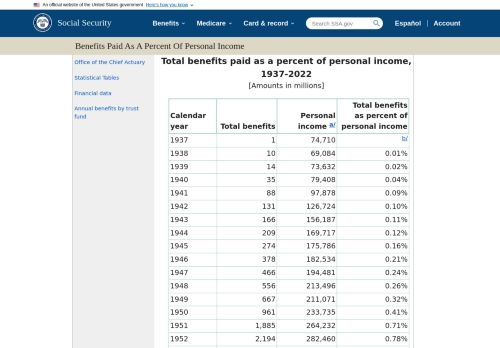 An official website of the United States government Here's how you know
Social Security
Benefits Medicare Card & record Search SSA.gov Español Account
Benefits Paid As A Percent Of Personal Income
Office of the Chief Actuary
Statistical Tables
Financial data
Annual benefits by trust
fund
Total benefits paid as a percent of personal income,
1937-2022
[Amounts in millions]
Calendar year Total benefits Personal income a/ Total benefits as percent of personal income
1937 1 74,710 b/
1938 10 69,084 0.01%
1939 14 73,632 0.02%
1940 35 79,408 0.04%
1941 88 97,878 0.09%
1942 131 126,724 0.10%
1943 166 156,187 0.11%
1944 209 169,717 0.12%
1945 274 175,786 0.16%
1946 378 182,534 0.21%
1947 466 194,481 0.24%
1948 556 213,496 0.26%
1949 667 211,071 0.32%
1950 961 233,735 0.41%
1951 1,885 264,232 0.71%
1952 2,194 282,460 0.78%